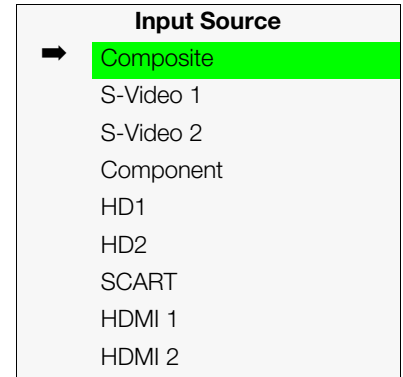 Input Source
➡ Composite
S-Video 1
S-Video 2
Component
HD1
HD2
SCART
HDMI 1
HDMI 2